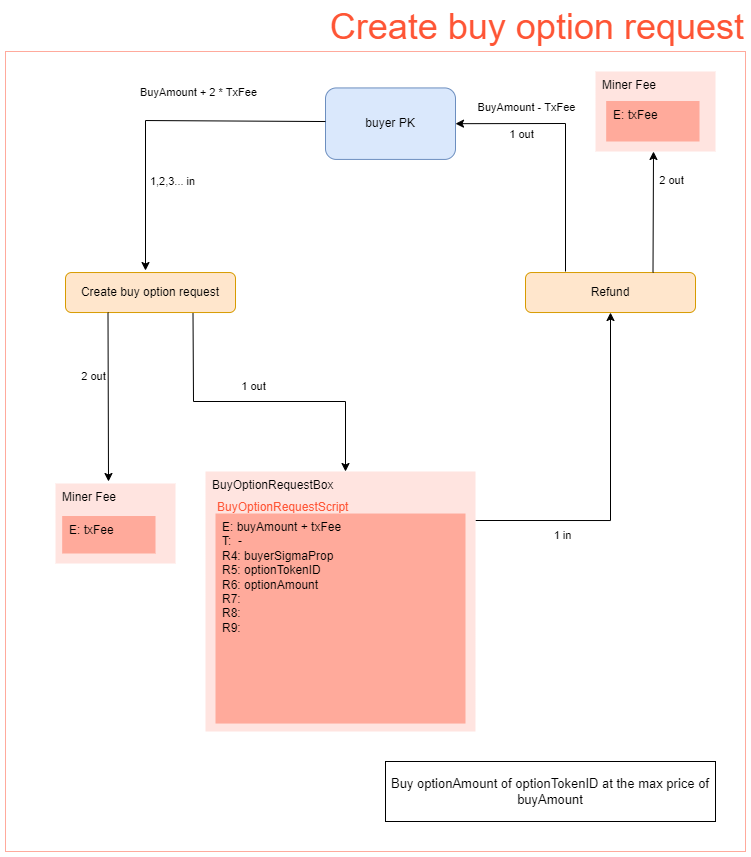 Create buy option request
BuyAmount + 2 * TxFee
buyer PK
BuyAmount - TxFee
1 out
Miner Fee
E: txFee
1,2,3... in
2 out
Create buy option request
Refund
2 out
1 out
Miner Fee
E: txFee
BuyOptionRequestBox
BuyOptionRequestScript
E: buyAmount + txFee
T: -
R4: buyerSigmaProp
R5: optionTokenID
R6: optionAmount
R7:
R8:
R9:
1 in
Buy optionAmount of optionTokenID at the max price of
buyAmount